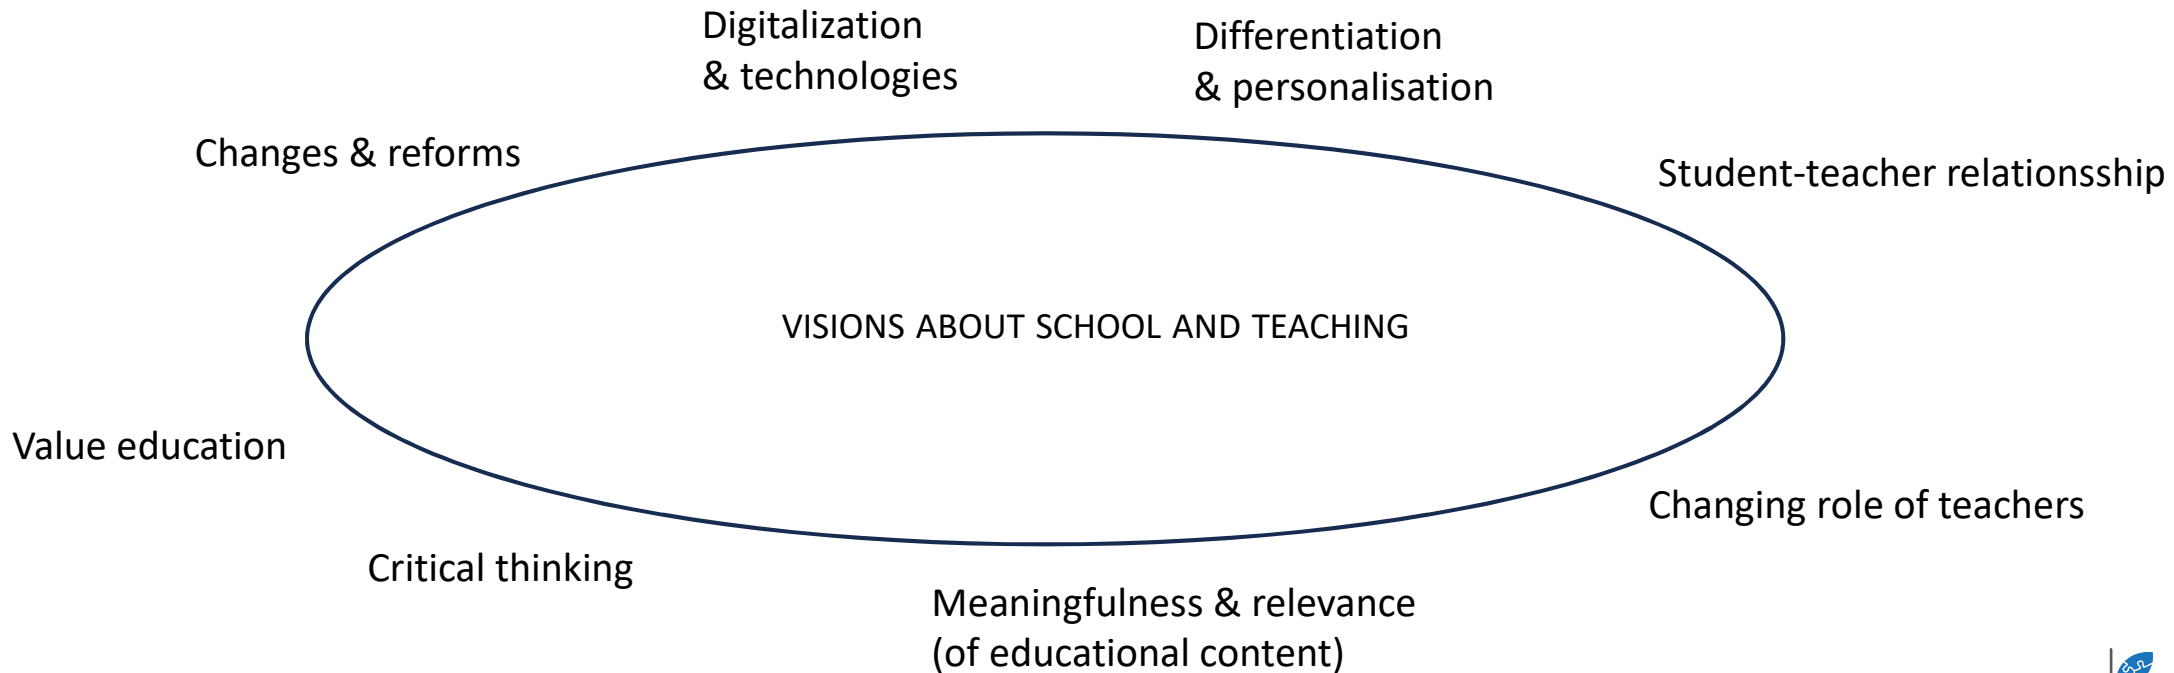 Digitalization
& technologies
Differentiation
& personalisation
Changes & reforms
Student-teacher relationsship
VISIONS ABOUT SCHOOL AND TEACHING
Value education
Changing role of teachers
Critical thinking
Meaningfulness & relevance
(of educational content)